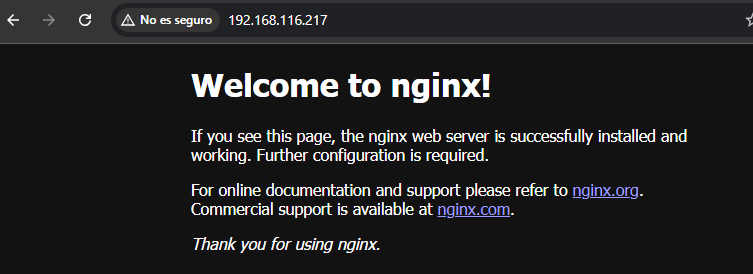 No es seguro 192.168.116.217
Welcome to nginx!
If you see this page, the nginx web server is successfully installed and
working. Further configuration is required.
For online documentation and support please refer to nginx.org.
Commercial support is available at nginx.com.
Thank you for using nginx.